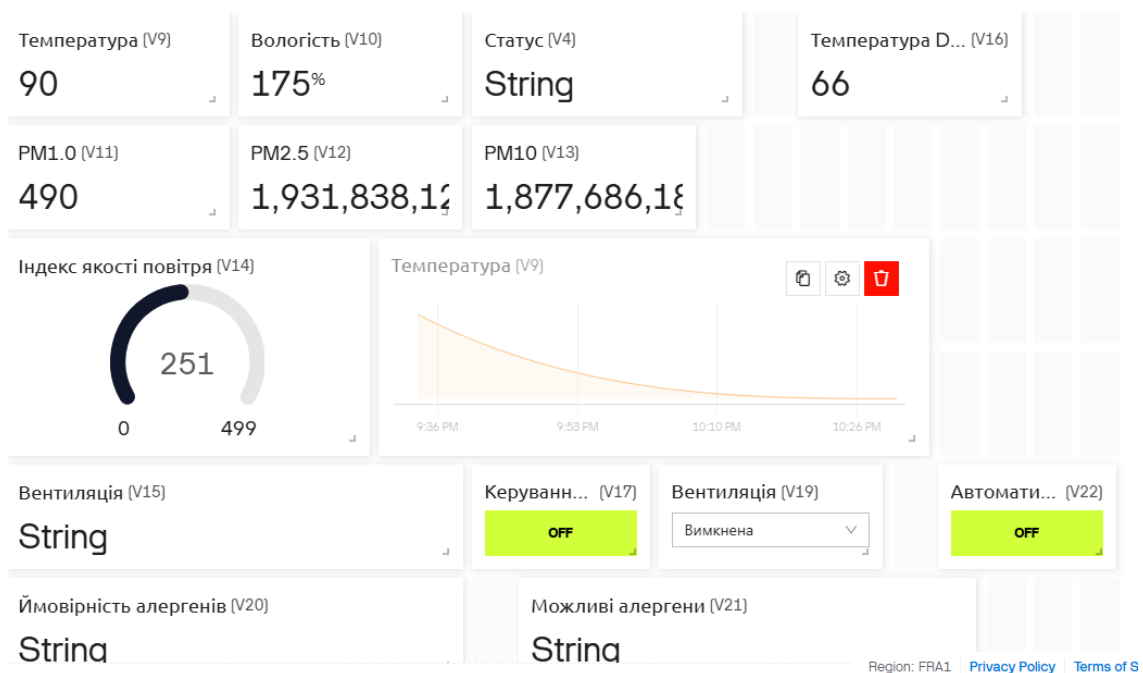 Температура (V9)
90
Вологість (V10)
175%
Статус (V4)
String
Температура D... (V16)
66
PM1.0 (V11)
490
PM2.5 (V12)
1,931,838,12
PM10 (V13)
1,877,686,18
Індекс якості повітря (V14)
251
0
499
Температура (V9)
9:36 PM
9:53 PM
10:10 PM
10:26 PM
Вентиляція (V15)
String
Керуванн... (V17)
OFF
Вентиляція (V19)
Вимкнена
Автомати... (V22)
OFF
Ймовірність алергенів (V20)
String
Можливі алергени (V21)
String
Region: FRA1
Privacy Policy
Terms of S